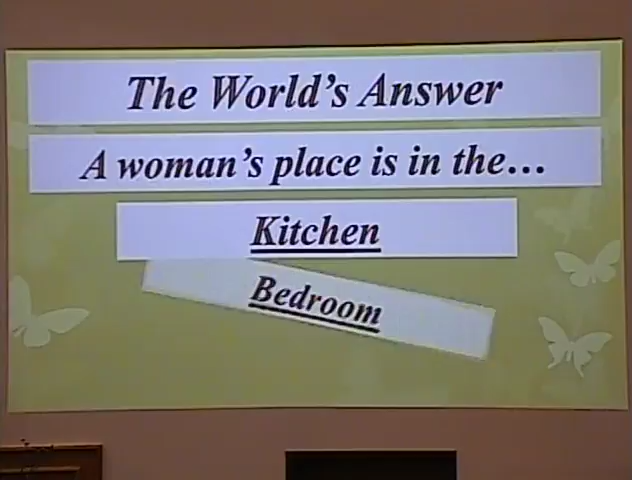 The World's Answer
A woman's place is in the...
Kitchen
Bedroom